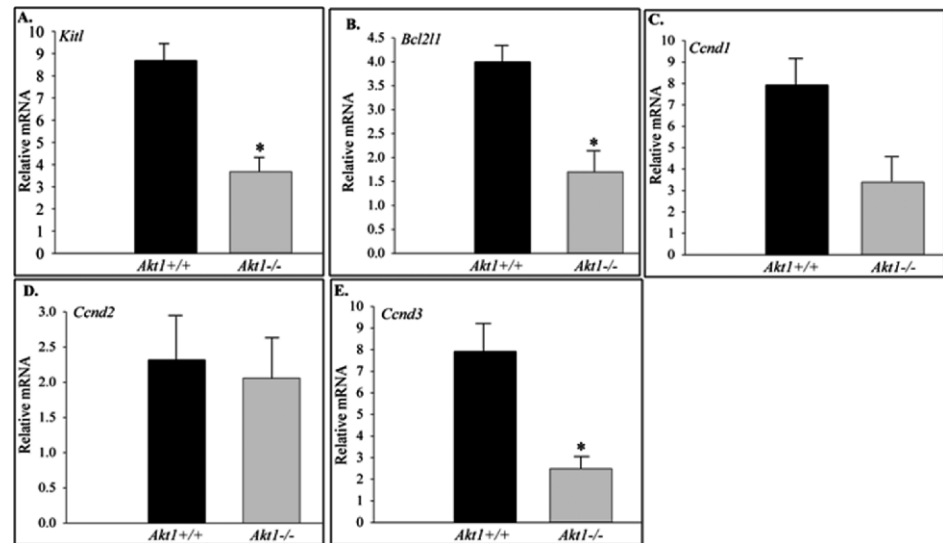 A.
Kitl
Relative mRNA
10
9
8
7
6
5
4
3
2
1
0
*
Akt1+/+ Akt1-/-
B.
Bcl2l1
Relative mRNA
4.5
4.0
3.5
3.0
2.5
2.0
1.5
1.0
0.5
0.0
*
Akt1+/+ Akt1-/-
C.
Ccnd1
Relative mRNA
10
9
8
7
6
5
4
3
2
1
0
Akt1+/+ Akt1-/-
D.
Ccnd2
Relative mRNA
3.0
2.5
2.0
1.5
1.0
0.5
0.0
Akt1+/+ Akt1-/-
E.
Ccnd3
Relative mRNA
10
9
8
7
6
5
4
3
2
1
0
*
Akt1+/+ Akt1-/-